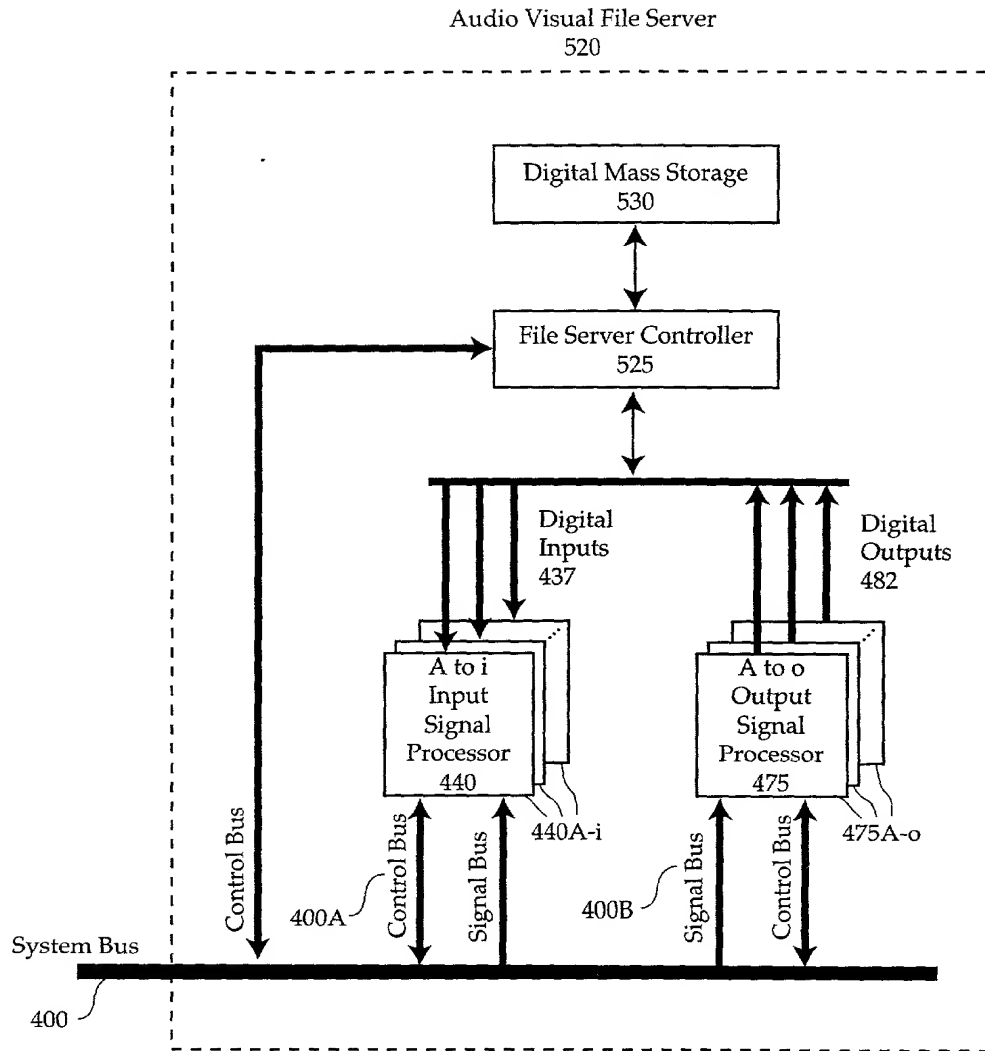 Audio Visual File Server
520
Digital Mass Storage
530
File Server Controller
525
Digital
Inputs
437
Digital
Outputs
482
A to i
Input
Signal
Processor
440
A to o
Output
Signal
Processor
475
440A-i
475A-o
Control Bus
400A
Control Bus
Signal Bus
400B
Signal Bus
Control Bus
System Bus
400